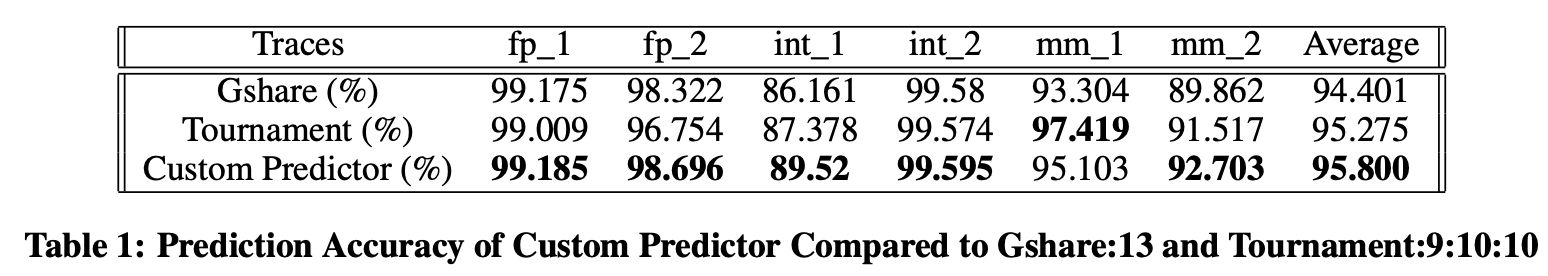 Traces fp_1 fp_2 int_1 int_2 mm_1 mm_2 Average
Gshare (%) 99.175 98.322 86.161 99.58 93.304 89.862 94.401
Tournament (%) 99.009 96.754 87.378 99.574 97.419 91.517 95.275
Custom Predictor (%) 99.185 98.696 89.52 99.595 95.103 92.703 95.800
Table 1: Prediction Accuracy of Custom Predictor Compared to Gshare:13 and Tournament:9:10:10